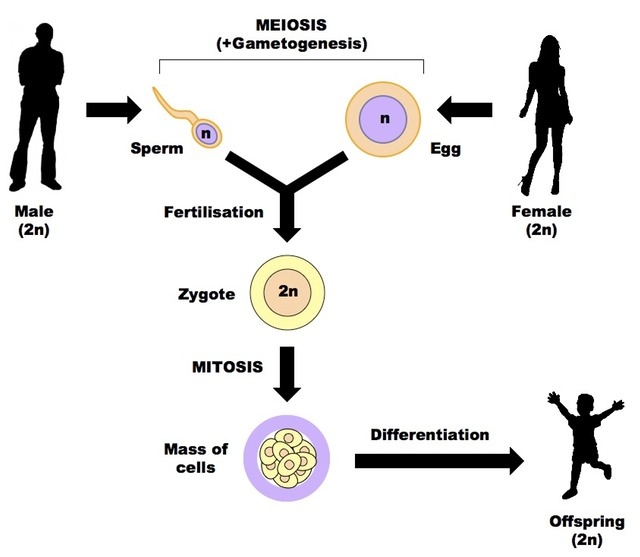 MEIOSIS
(+Gametogenesis)
n
n
Sperm
Egg
Male
(2n)
Female
(2n)
Fertilisation
Zygote
2n
MITOSIS
Mass of
cells
Differentiation
Offspring
(2n)